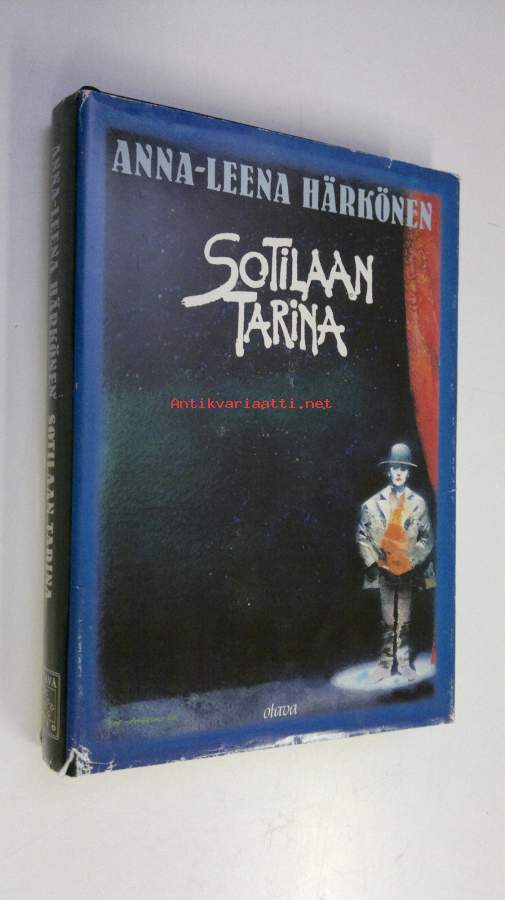 ANNA-LEENA HÄRKÖNEN
SOTILAAN
TARINA
Antikvariaatti.net
otava
ANNA-LEENA HÄRKÖNEN SOTILAAN TARINA